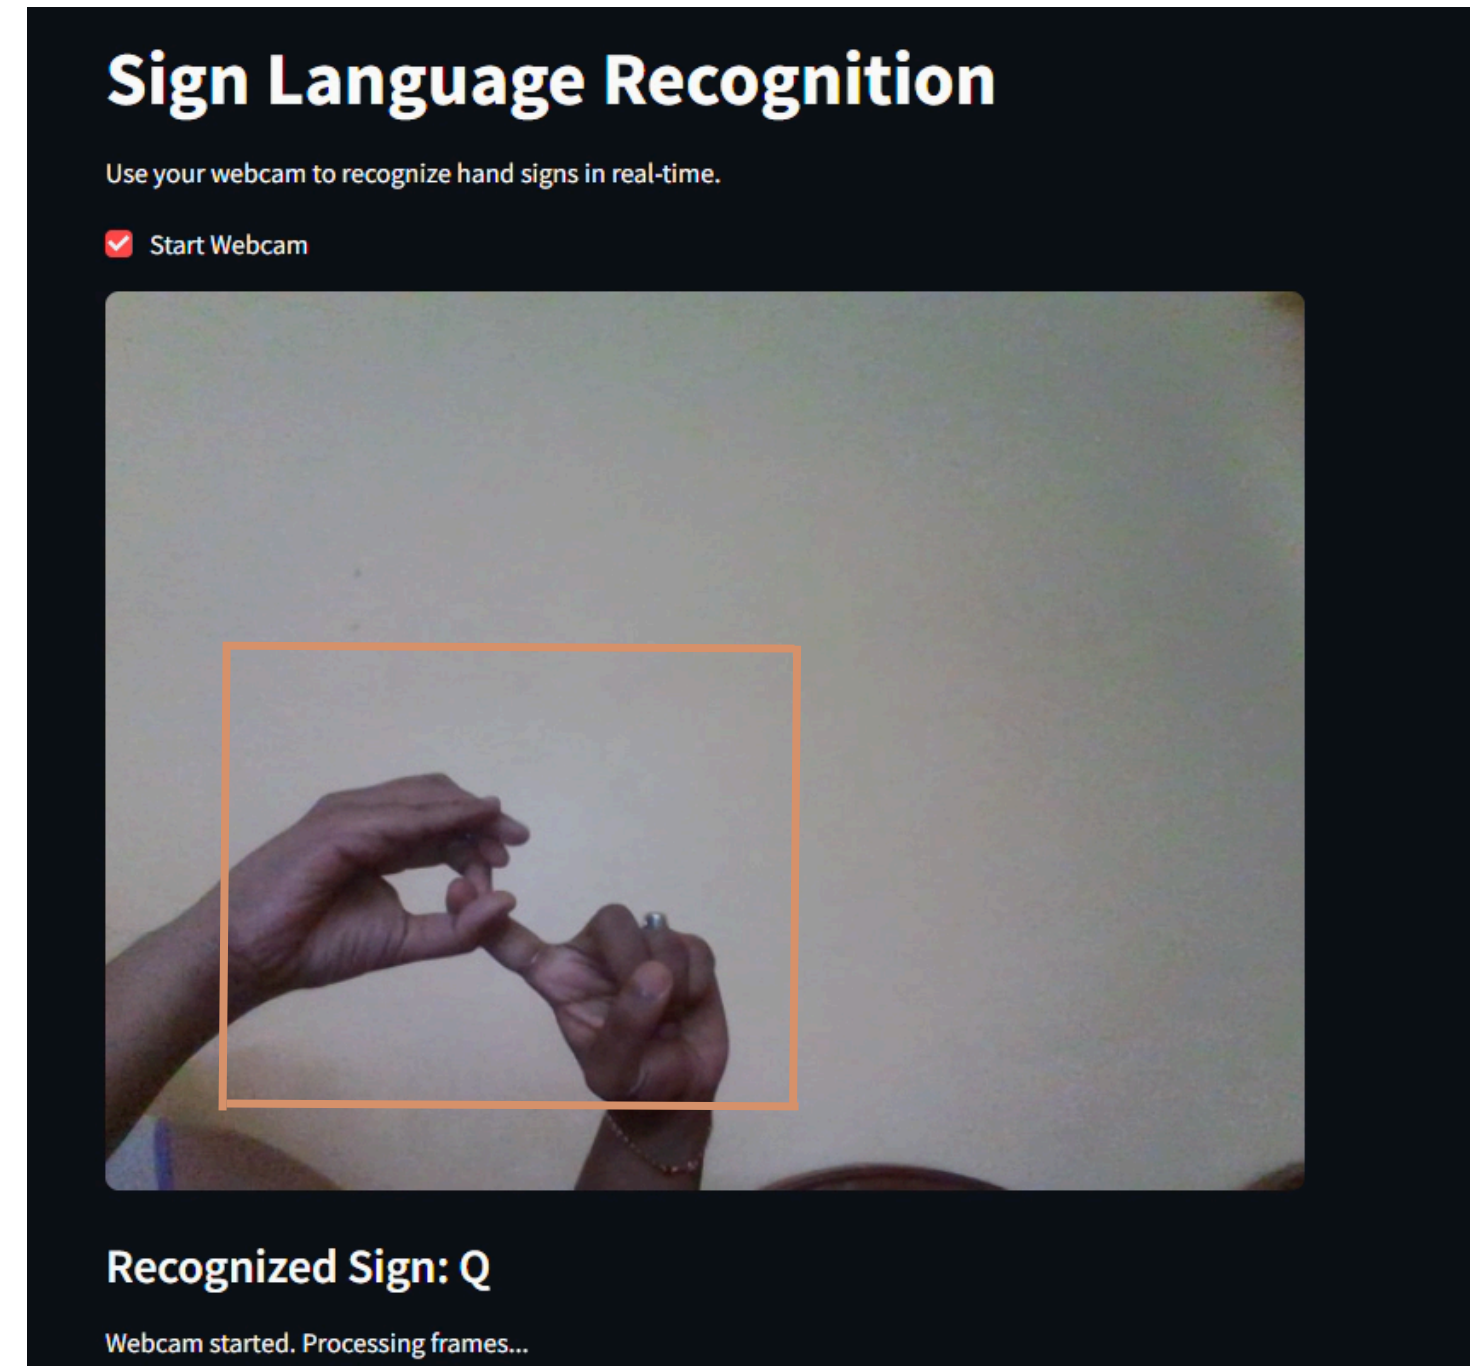 Sign Language Recognition
Use your webcam to recognize hand signs in real-time.
Start Webcam
Recognized Sign: Q
Webcam started. Processing frames...